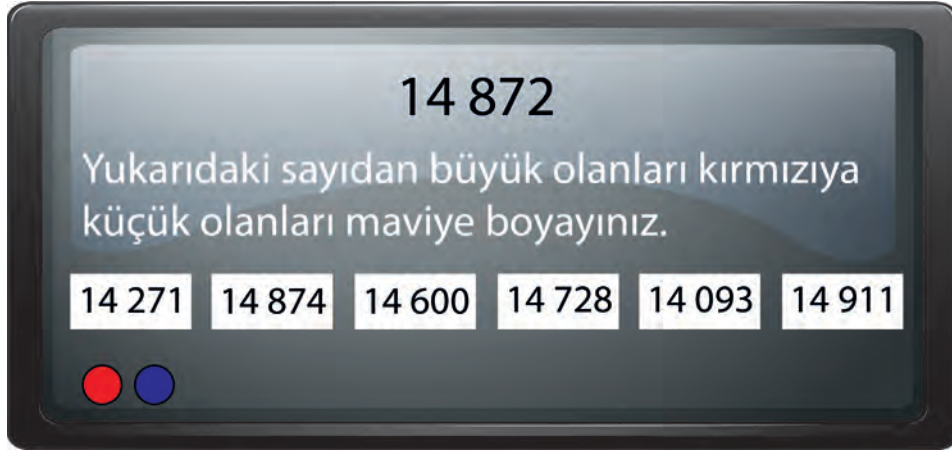 14 872
Yukarıdaki sayıdan büyük olanları kırmızıya
küçük olanları maviye boyayınız.
14 271 14 874 14 600 14 728 14 093 14 911